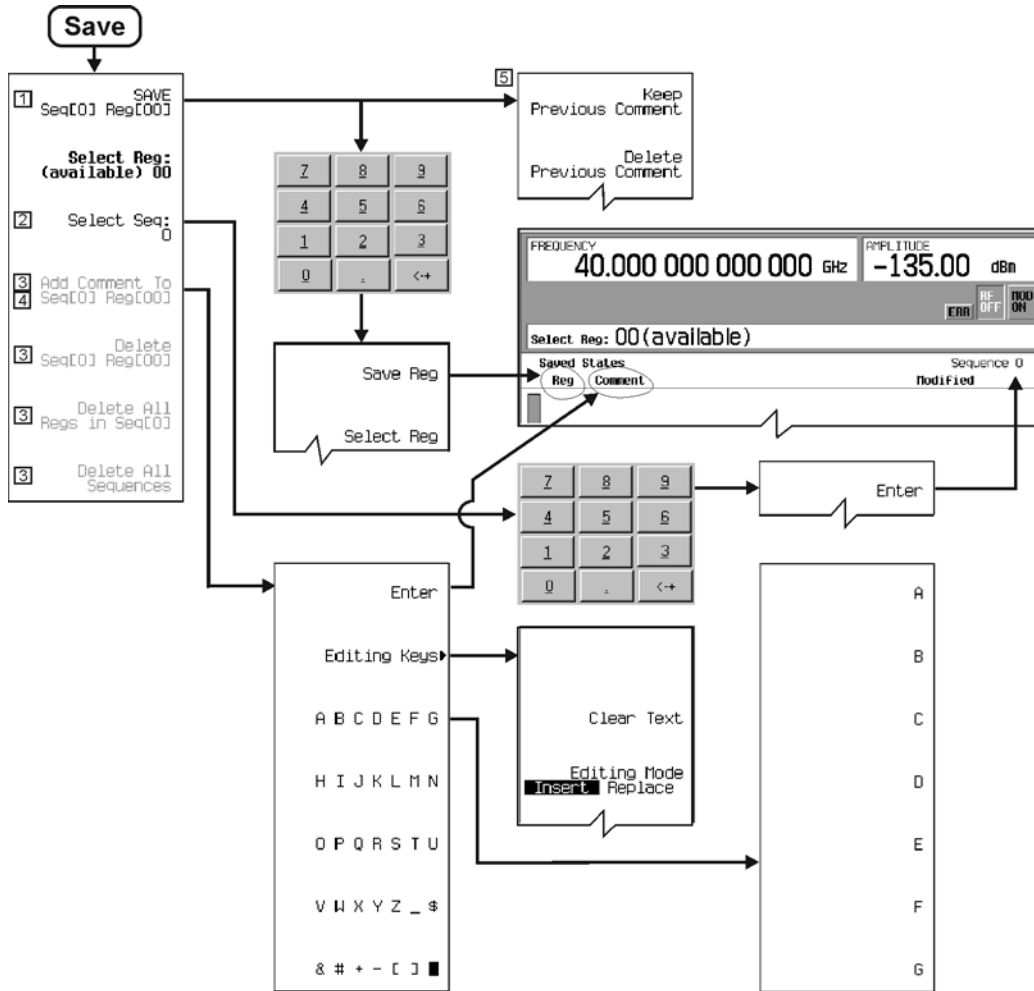 Save
1 SAVE
Seq[0] Reg[00]
Select Reg:
(available) 00
2 Select Seq:
0
3 Add Comment To
4 Seq[0] Reg[00]
3 Delete
Seq[0] Reg[00]
3 Delete All
Regs in Seq[0]
3 Delete All
Sequences
7 8 9
4 5 6
1 2 3
0 . <-+
Save Reg
Select Reg
5 Keep
Previous Comment
Delete
Previous Comment
FREQUENCY AMPLITUDE
40.000 000 000 000 GHz -135.00 dBm
ERR RF OFF MOD ON
Select Reg: 00(available)
Saved States Sequence 0
Reg Comment Modified
7 8 9
4 5 6
1 2 3
0 . <-+
Enter
Enter
Editing Keys
A B C D E F G
H I J K L M N
O P Q R S T U
V W X Y Z _ $
& # + - [ ]
Clear Text
Editing Mode
Insert Replace
A
B
C
D
E
F
G